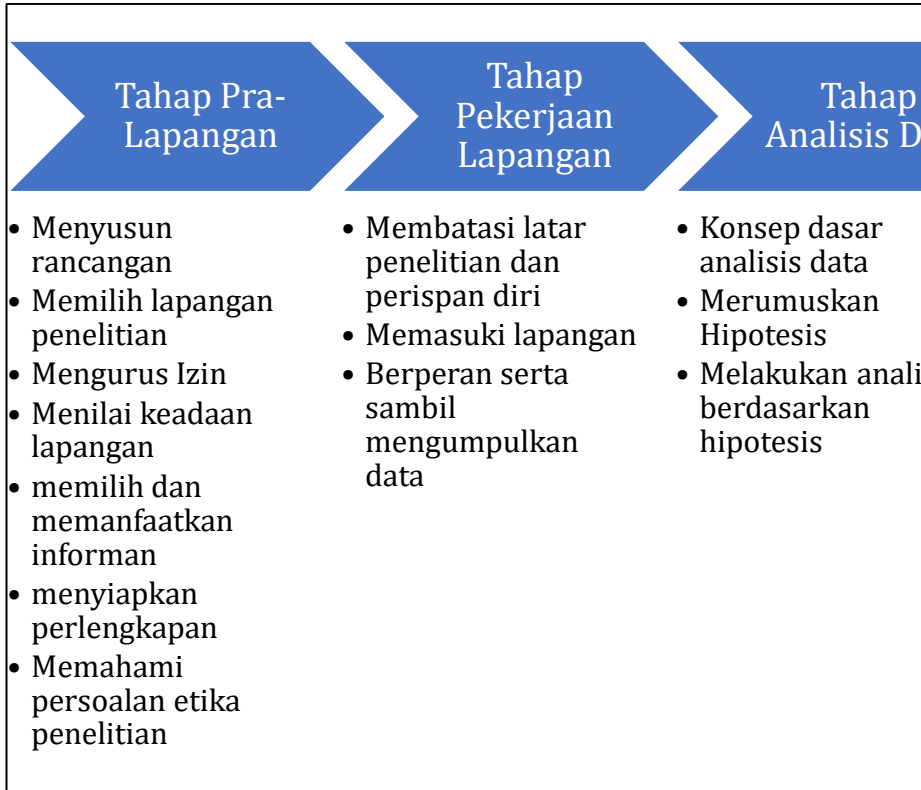 Tahap Pra-
Lapangan
• Menyusun
rancangan
• Memilih lapangan
penelitian
• Mengurus Izin
• Menilai keadaan
lapangan
• memilih dan
memanfaatkan
informan
• menyiapkan
perlengkapan
• Memahami
persoalan etika
penelitian
Tahap
Pekerjaan
Lapangan
• Membatasi latar
penelitian dan
perispan diri
• Memasuki lapangan
• Berperan serta
sambil
mengumpulkan
data
Tahap
Analisis D
• Konsep dasar
analisis data
• Merumuskan
Hipotesis
• Melakukan anali
berdasarkan
hipotesis